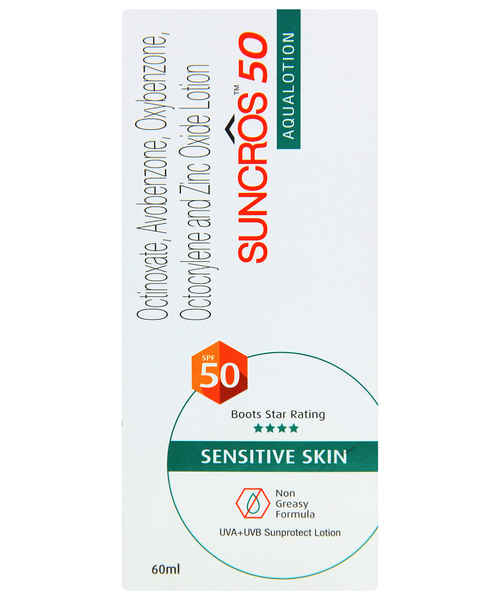 Octinoxate, Avobenzone, Oxybenzone,
Octocrylene and Zinc Oxide Lotion
SUNCRÔS™ 50
AQUALOTION
SPF
50
Boots Star Rating
SENSITIVE SKIN
Non
Greasy
Formula
UVA+UVB Sunprotect Lotion
60ml